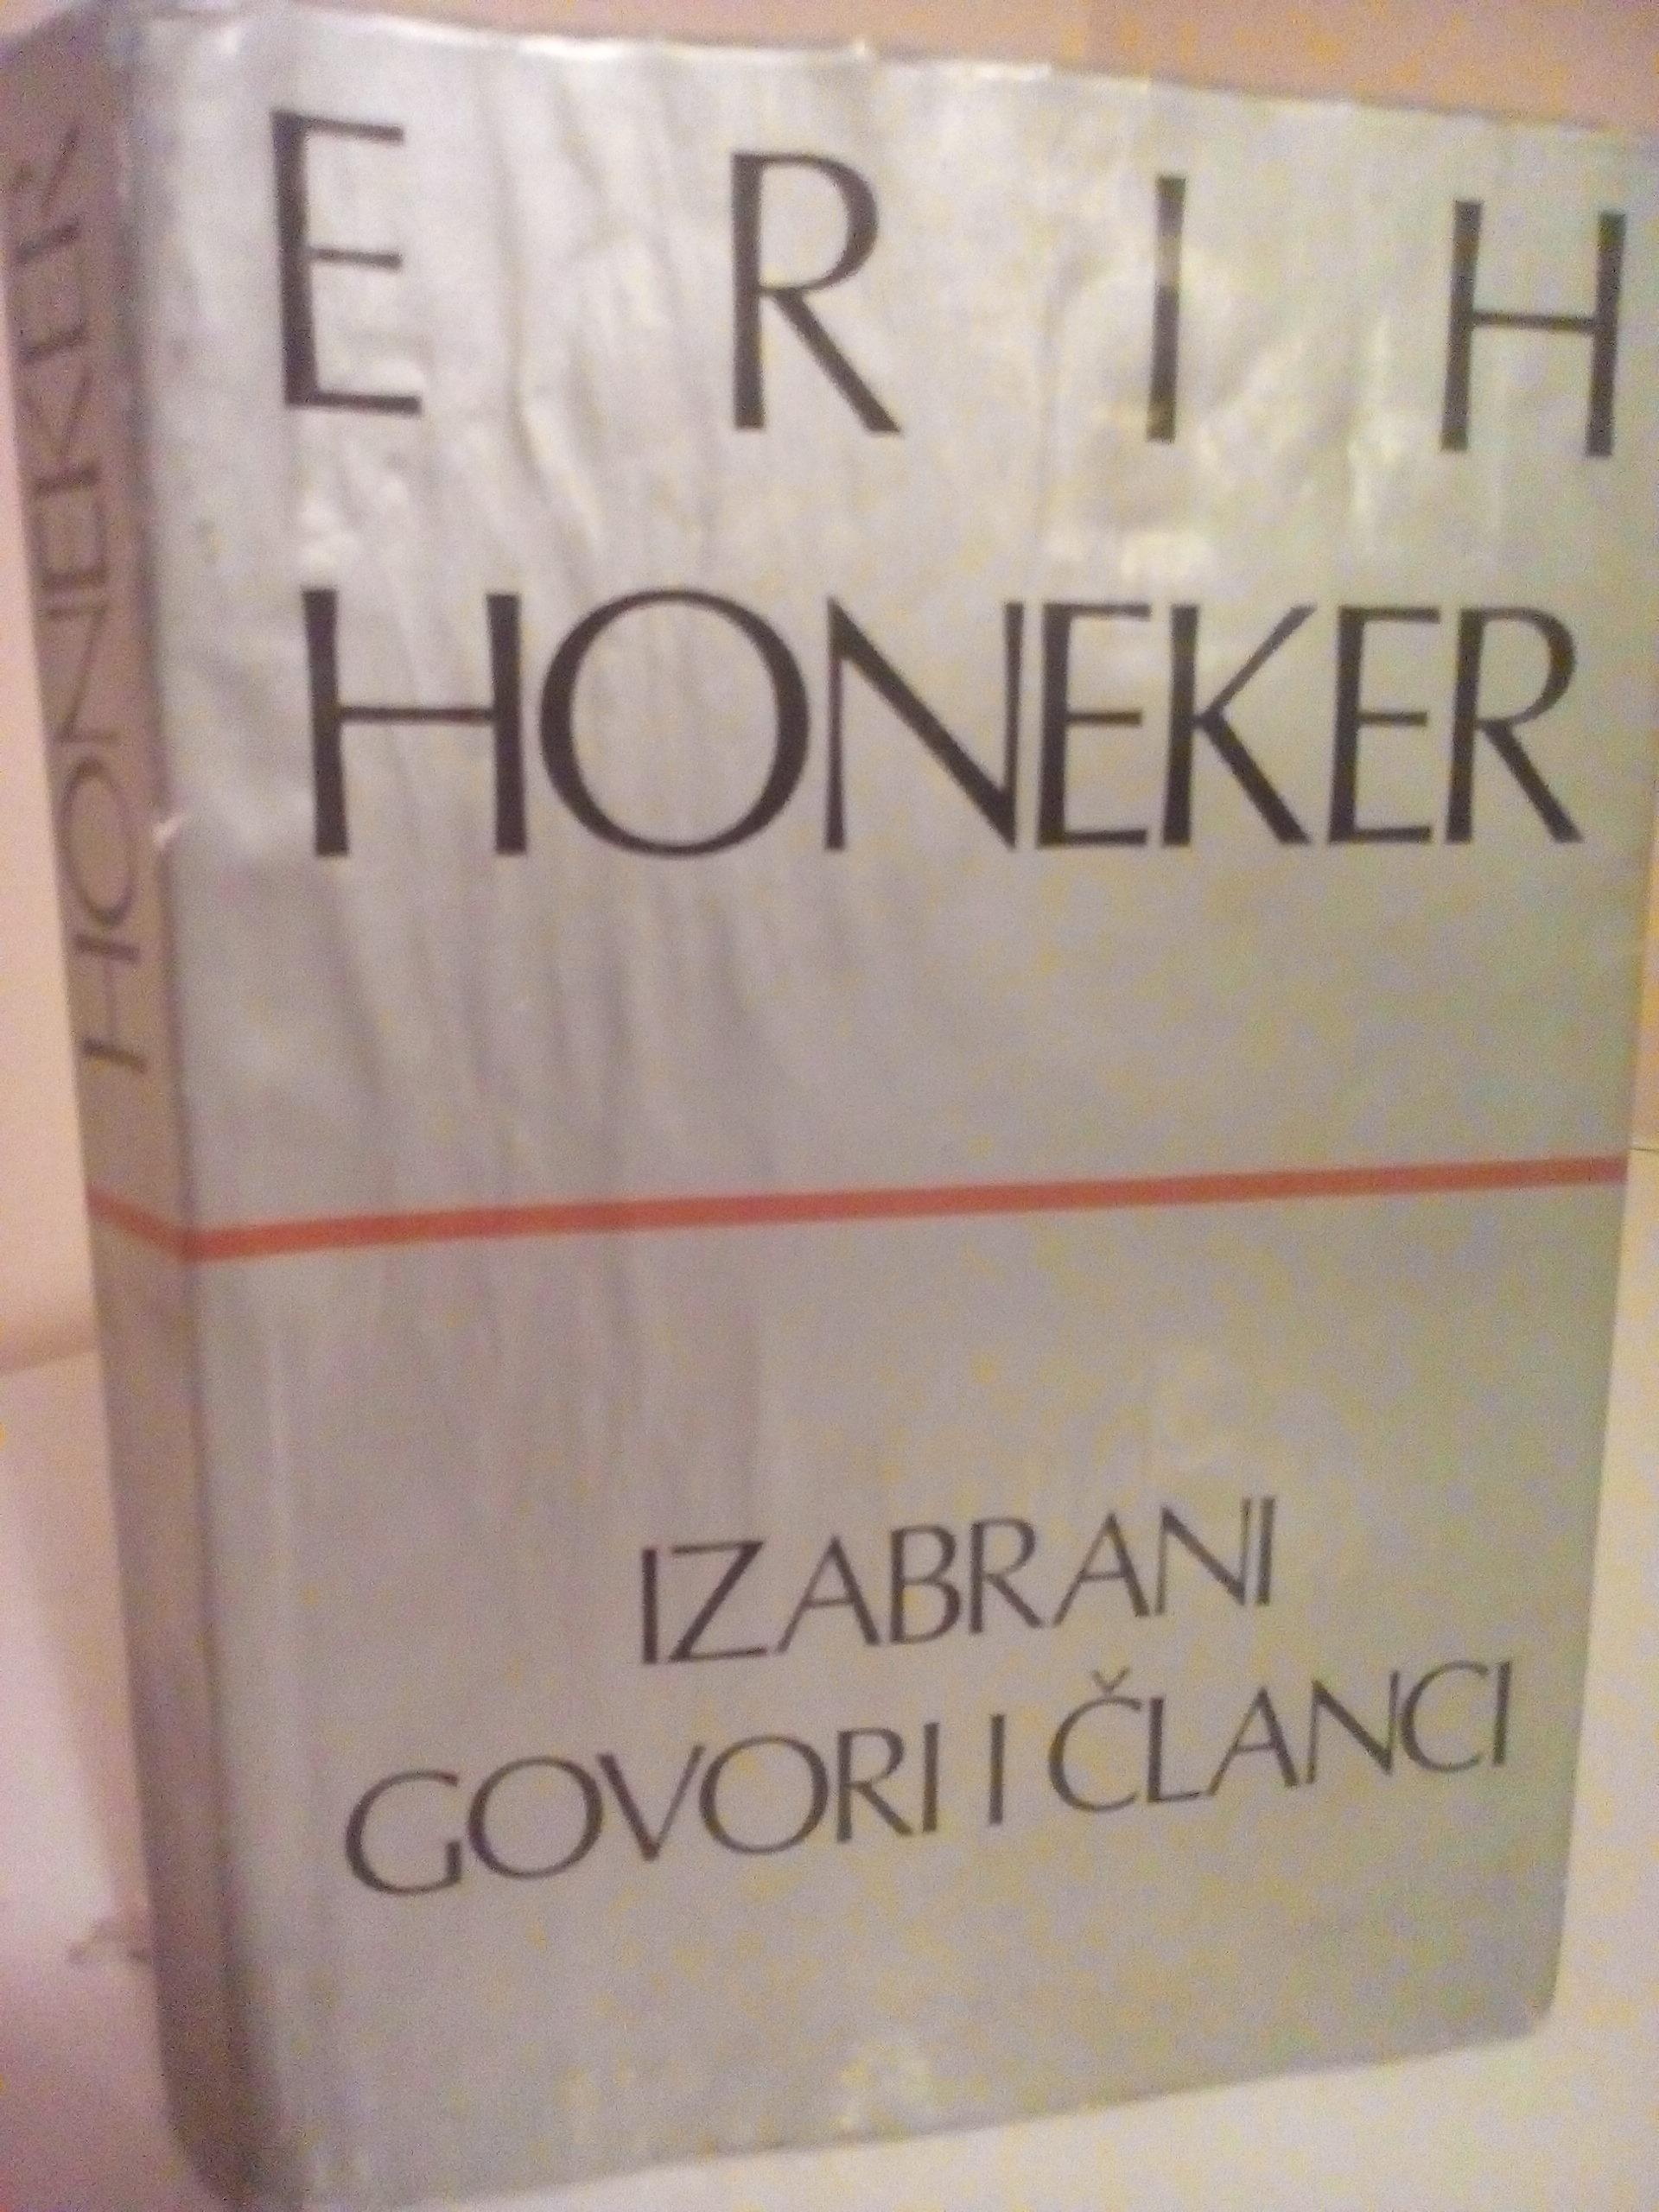 ERIH
HONEKER
IZABRANI
GOVORI I ČLANCI
HONEKER